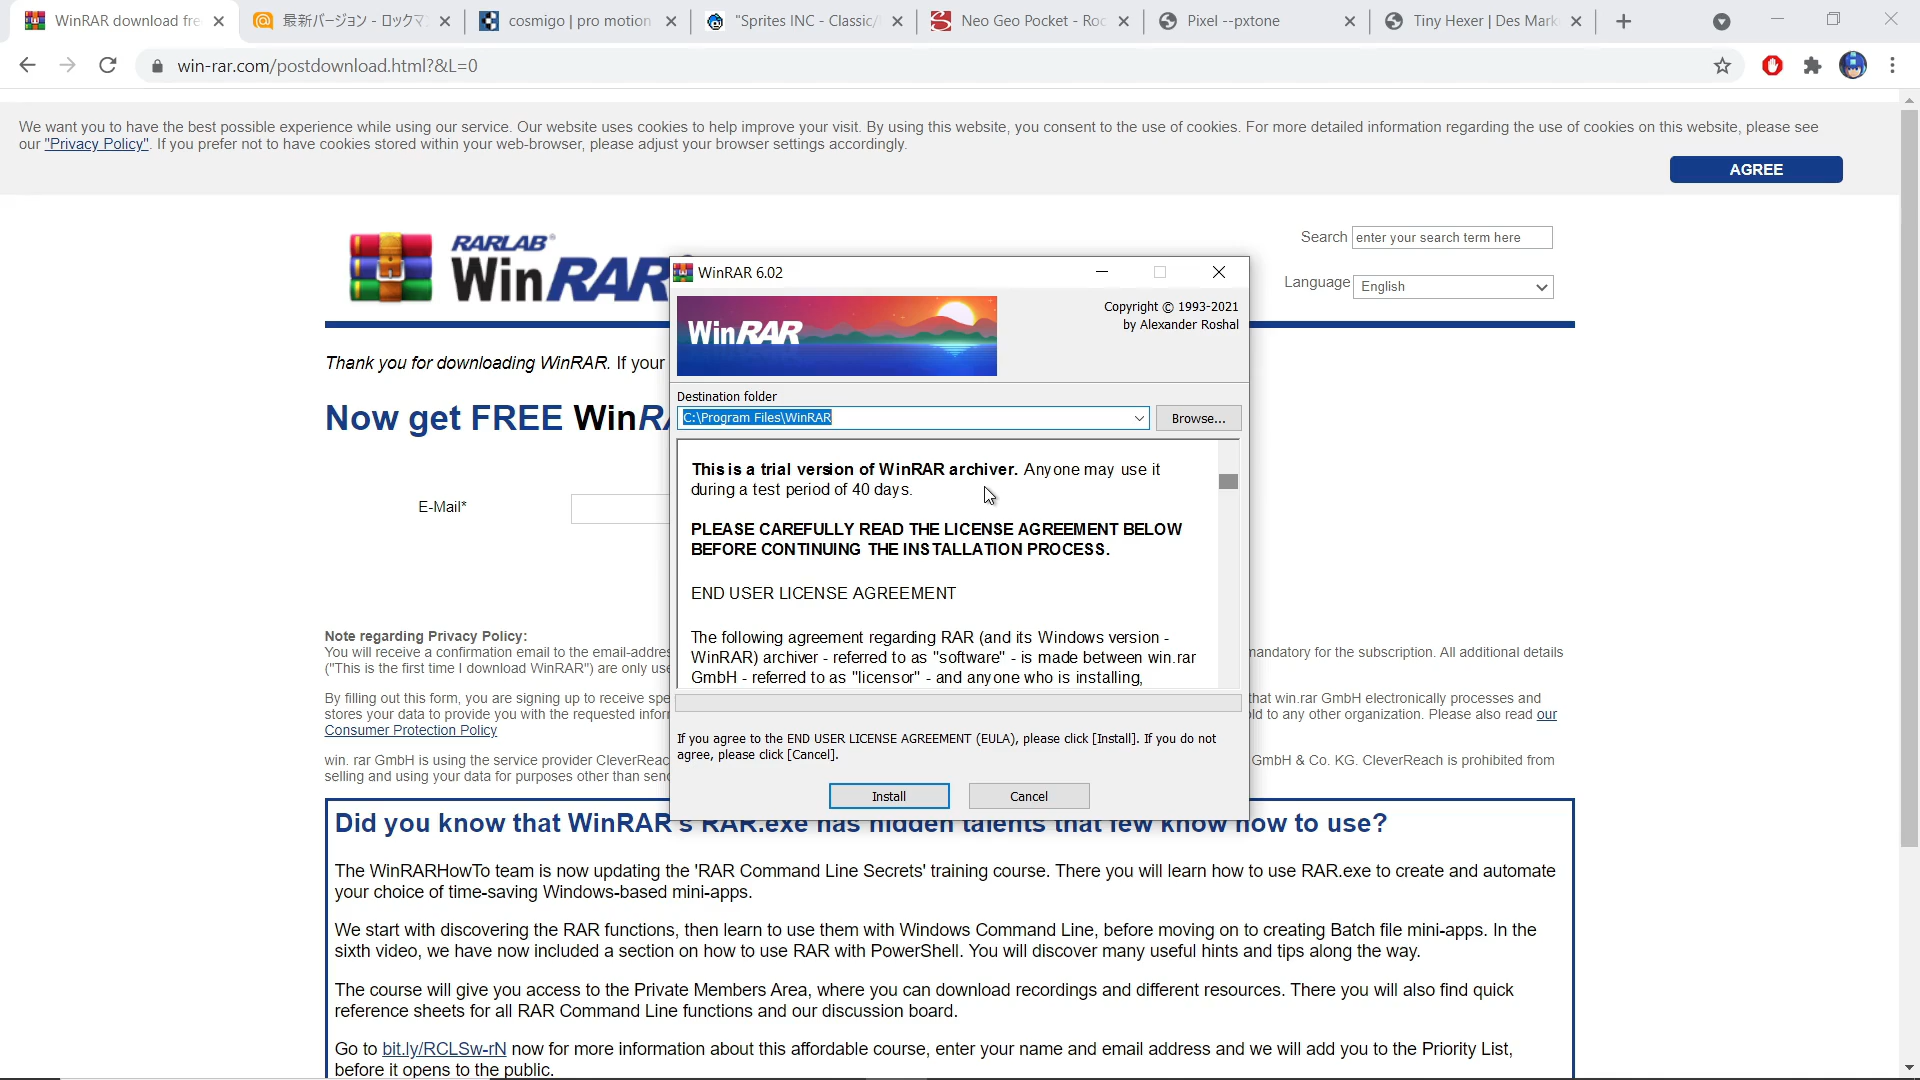 WinRAR download fre
最新バージョン - ロックマ
cosmigo | pro motion
"Sprites INC - Classic/
Neo Geo Pocket - Roc
Pixel --pxtone
Tiny Hexer | Des Mark
win-rar.com/postdownload.html?&L=0
We want you to have the best possible experience while using our service. Our website uses cookies to help improve your visit. By using this website, you consent to the use of cookies. For more detailed information regarding the use of cookies on this website, please see
our "Privacy Policy". If you prefer not to have cookies stored within your web-browser, please adjust your browser settings accordingly.
AGREE
RARLAB®
WinRAR
Search enter your search term here
Language English
Thank you for downloading WinRAR. If your
Now get FREE WinRA
E-Mail*
Note regarding Privacy Policy:
You will receive a confirmation email to the email-addres
mandatory for the subscription. All additional details
("This is the first time I download WinRAR") are only use
By filling out this form, you are signing up to receive spe
that win.rar GmbH electronically processes and
stores your data to provide you with the requested inforr
ld to any other organization. Please also read our
Consumer Protection Policy
win. rar GmbH is using the service provider CleverReac
GmbH & Co. KG. CleverReach is prohibited from
selling and using your data for purposes other than send
WinRAR 6.02
WinRAR
Copyright © 1993-2021
by Alexander Roshal
Destination folder
C:\Program Files\WinRAR
Browse...
This is a trial version of WinRAR archiver. Anyone may use it
during a test period of 40 days.
PLEASE CAREFULLY READ THE LICENSE AGREEMENT BELOW
BEFORE CONTINUING THE INSTALLATION PROCESS.
END USER LICENSE AGREEMENT
The following agreement regarding RAR (and its Windows version -
WinRAR) archiver - referred to as "software" - is made between win.rar
GmbH - referred to as "licensor" - and anyone who is installing,
If you agree to the END USER LICENSE AGREEMENT (EULA), please click [Install]. If you do not
agree, please click [Cancel].
Install
Cancel
Did you know that WinRAR's RAR.exe has hidden talents that few know how to use?
The WinRARHowTo team is now updating the 'RAR Command Line Secrets' training course. There you will learn how to use RAR.exe to create and automate
your choice of time-saving Windows-based mini-apps.
We start with discovering the RAR functions, then learn to use them with Windows Command Line, before moving on to creating Batch file mini-apps. In the
sixth video, we have now included a section on how to use RAR with PowerShell. You will discover many useful hints and tips along the way.
The course will give you access to the Private Members Area, where you can download recordings and different resources. There you will also find quick
reference sheets for all RAR Command Line functions and our discussion board.
Go to bit.ly/RCLSw-rN now for more information about this affordable course, enter your name and email address and we will add you to the Priority List,
before it opens to the public.